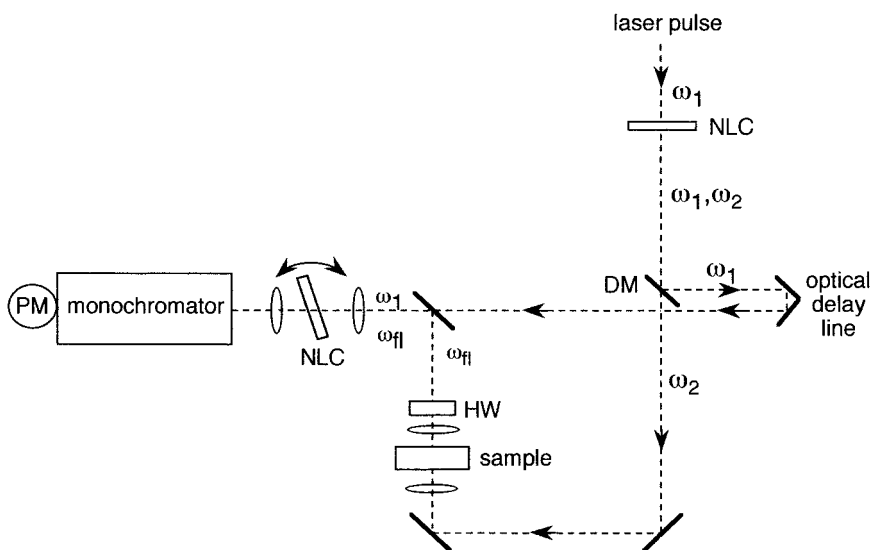 laser pulse
ω1
NLC
ω1,ω2
DM
ω1
optical
delay
line
PM
monochromator
NLC
ω1
ωfl
ωfl
ω2
HW
sample